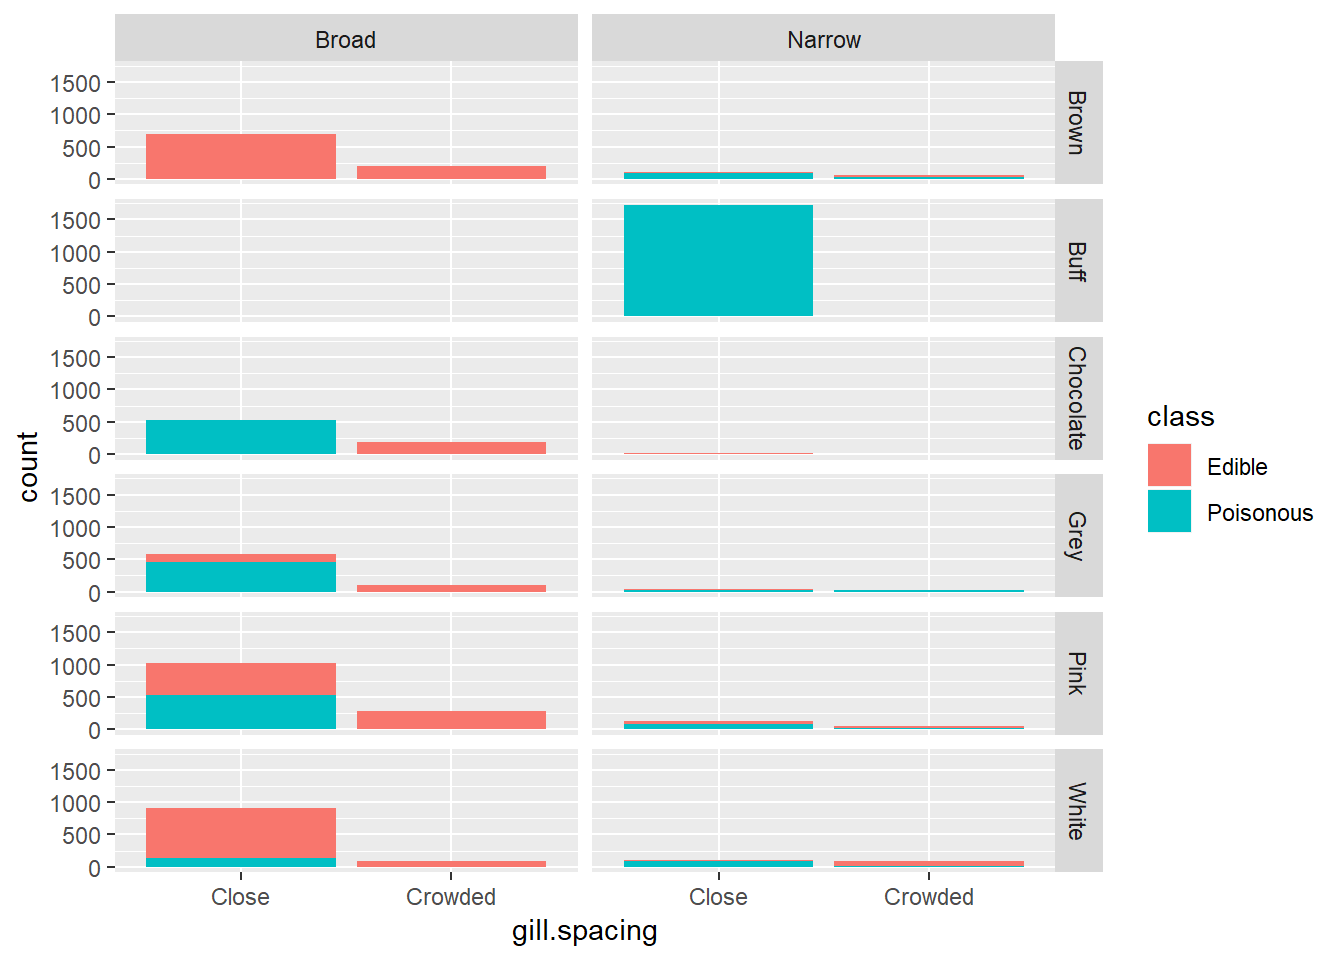 Broad
Narrow
1500
1000
500
0
Brown
1500
1000
500
0
Buff
1500
1000
500
0
Chocolate
1500
1000
500
0
Grey
1500
1000
500
0
Pink
1500
1000
500
0
White
count
Close
Crowded
Close
Crowded
gill.spacing
class
Edible
Poisonous